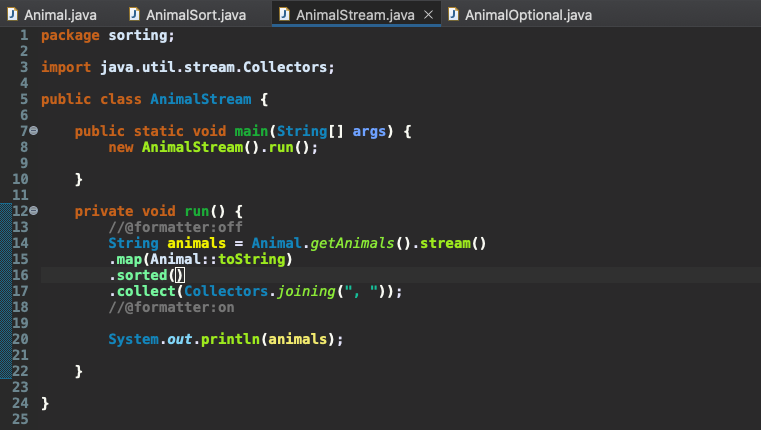 Animal.java AnimalSort.java AnimalStream.java × AnimalOptional.java
1 package sorting;
2
3 import java.util.stream.Collectors;
4
5 public class AnimalStream {
6
7 public static void main(String[] args) {
8 new AnimalStream().run();
9
10 }
11
12 private void run() {
13 //@formatter:off
14 String animals = Animal.getAnimals().stream()
15 .map(Animal::toString)
16 .sorted()
17 .collect(Collectors.joining(", "));
18 //@formatter:on
19
20 System.out.println(animals);
21
22 }
23
24 }
25